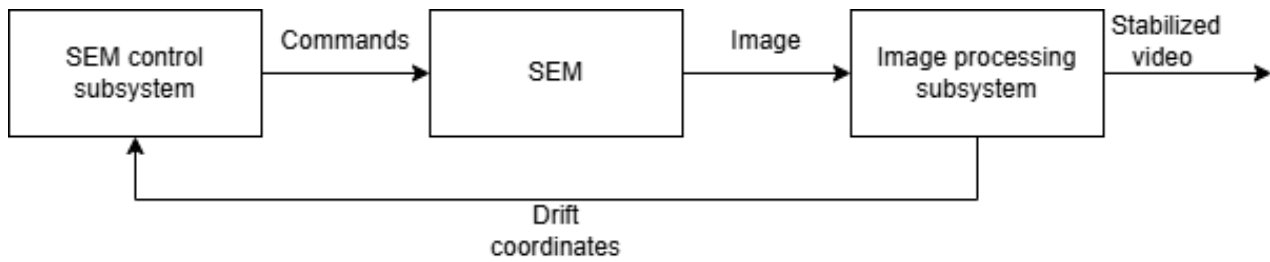 SEM control
subsystem
Commands
SEM
Image
Image processing
subsystem
Stabilized
video
Drift
coordinates